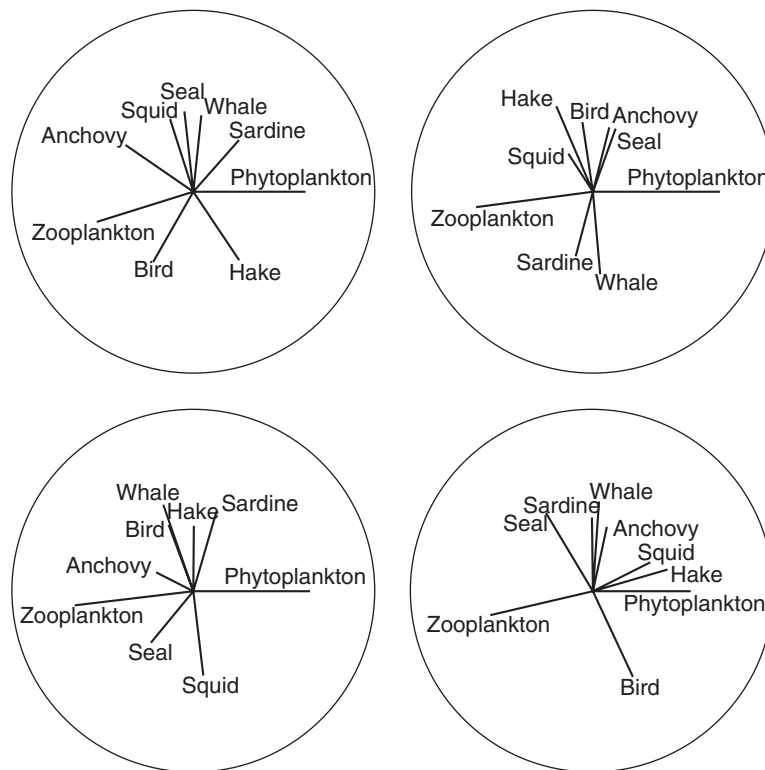 Seal
Squid
Whale
Anchovy
Sardine
Phytoplankton
Zooplankton
Bird
Hake
Hake
Bird
Anchovy
Seal
Squid
Phytoplankton
Zooplankton
Sardine
Whale
Whale
Hake
Sardine
Bird
Anchovy
Phytoplankton
Zooplankton
Seal
Squid
Whale
Sardine
Seal
Anchovy
Squid
Hake
Phytoplankton
Zooplankton
Bird